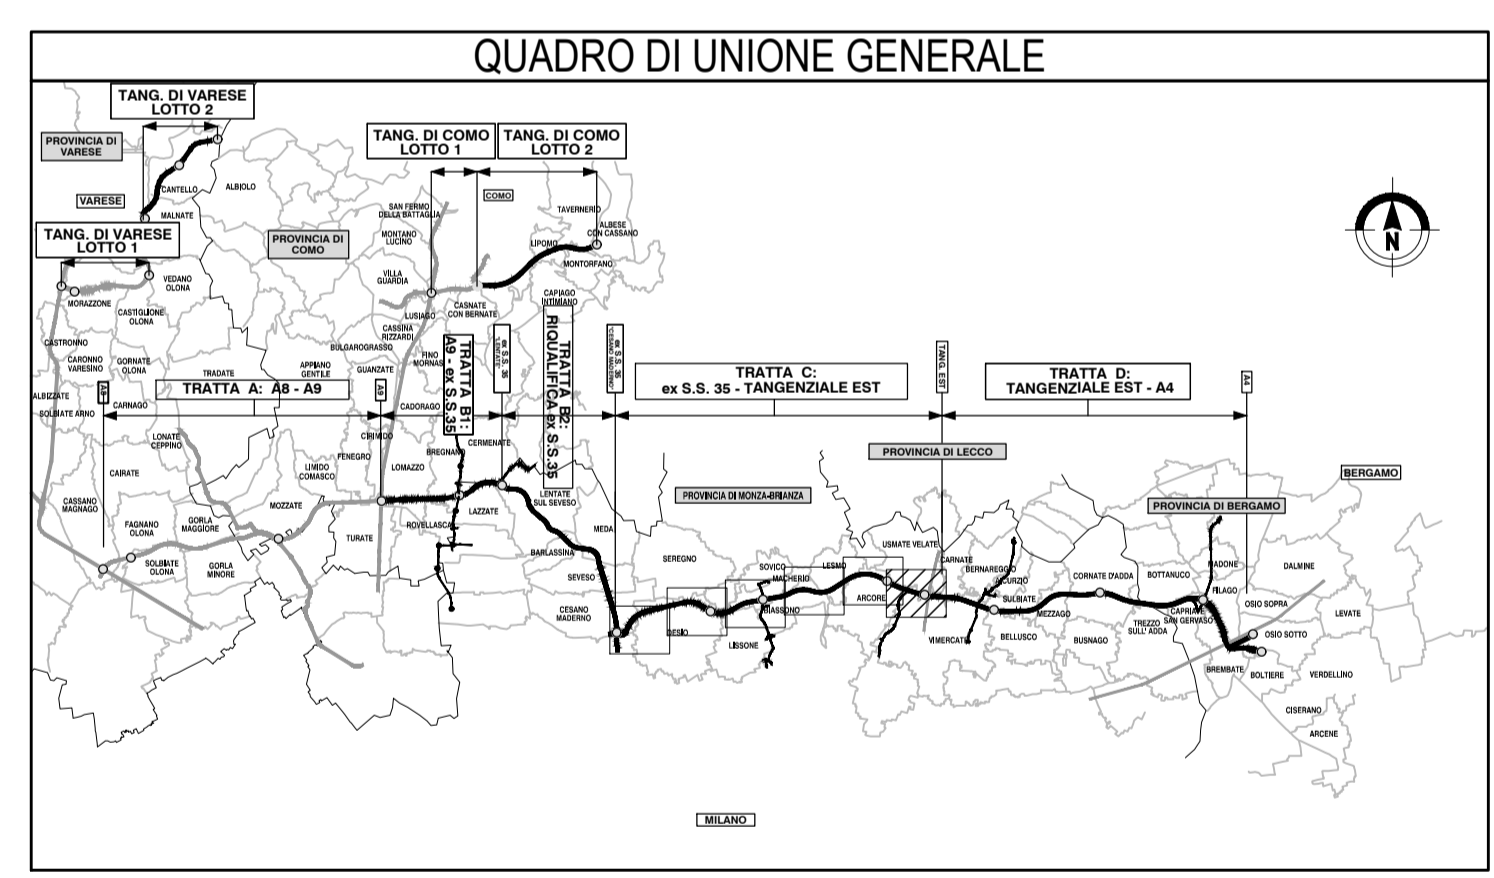 QUADRO DI UNIONE GENERALE
TANG. DI VARESE
LOTTO 2
PROVINCIA DI
VARESE
VARESE
CANTELLO
ALBIOLO
MALNATE
TANG. DI VARESE
LOTTO 1
PROVINCIA DI
COMO
TANG. DI COMO
LOTTO 1
TANG. DI COMO
LOTTO 2
COMO
SAN FERMO
DELLA BATTAGLIA
MONTANO
LUCINO
TAVERNERIO
ALBESE
CON CASSANO
LIPOMO
MONTORFANO
VILLA
GUARDIA
CAPIAGO
INTIMIANO
CASNATE
CON BERNATE
LUSIAGO
CASSINA
RIZZARDI
N
VEDANO
OLONA
MORAZZONE
CASTIGLIONE
OLONA
CASTRONNO
CARONNO
VARESINO
GORNATE
OLONA
TRADATE
BULGAROGRASSO
APPIANO
GENTILE
GUANZATE
FINO
MORNAS
ALBIZZATE
SOLBIATE ARNO
CARNAGO
A8
TRATTA A: A8 - A9
A9
CADORAGO
TRATTA B1:
A9 - ex S.S.35
ex S.S. 35
"LENTATE"
TRATTA B2:
RIQUALIFICA ex S.S.35
ex S.S. 35
"CESANO MADERNO"
TRATTA C:
ex S.S. 35 - TANGENZIALE EST
TANG. EST
TRATTA D:
TANGENZIALE EST - A4
A4
LONATE
CEPPINO
CIRIMIDO
FENEGRO
LIMIDO
COMASCO
LOMAZZO
BREGNANO
CERMENATE
CAIRATE
CASSANO
MAGNAGO
FAGNANO
OLONA
GORLA
MAGGIORE
MOZZATE
TURATE
ROVELLASCA
LAZZATE
LENTATE
SUL SEVESO
MEDA
SOLBIATE
OLONA
GORLA
MINORE
BARLASSINA
SEVESO
CESANO
MADERNO
PROVINCIA DI LECCO
PROVINCIA DI MONZA-BRIANZA
BERGAMO
PROVINCIA DI BERGAMO
SEREGNO
SOVICO
MACHERIO
LESMO
USMATE VELATE
CARNATE
BERNAREGGIO
AICURZIO
CORNATE D'ADDA
BOTTANUCO
MADONE
DALMINE
DESIO
BIASSONO
ARCORE
SULBIATE
MEZZAGO
FILAGO
OSIO SOPRA
LEVATE
CAPRIATE
SAN GERVASO
TREZZO
SULL' ADDA
LISSONE
VIMERCATE
BELLUSCO
BUSNAGO
OSIO SOTTO
BREMBATE
BOLTIERE
VERDELLINO
CISERANO
ARCENE
MILANO